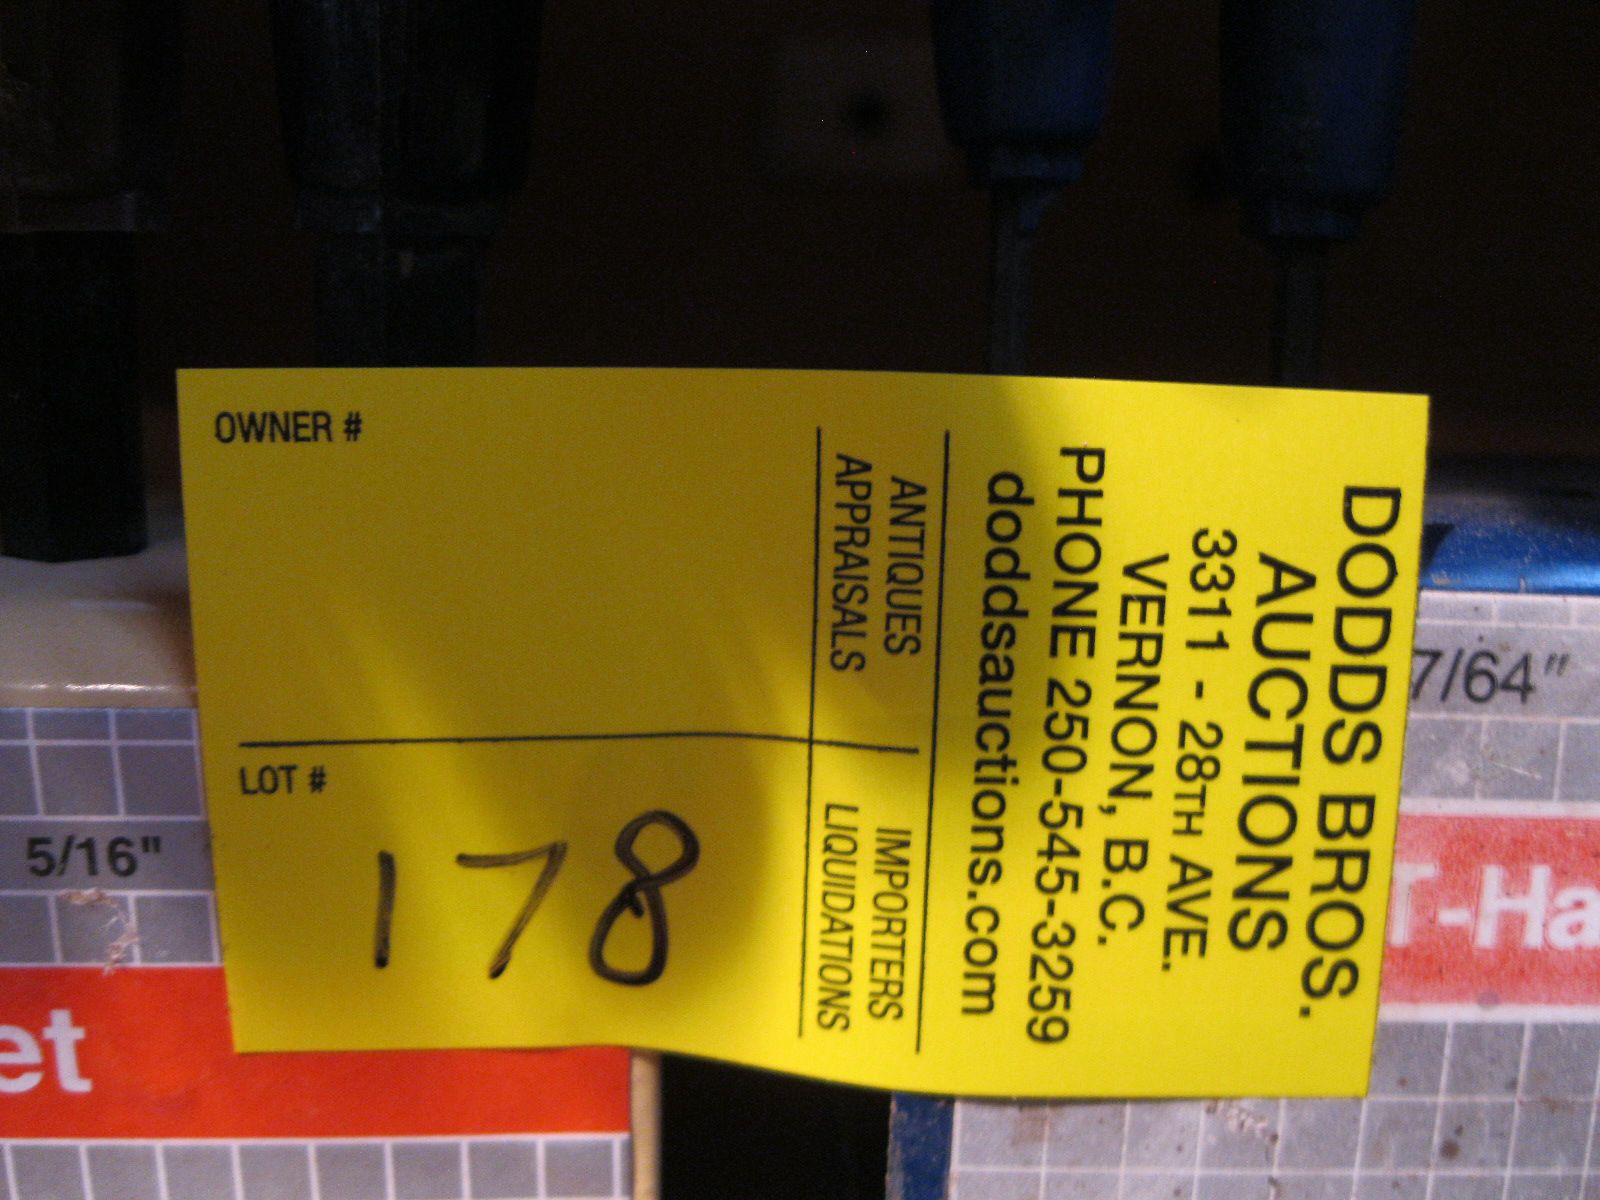 OWNER #
LOT #
178
DODDS BROS.
AUCTIONS
3311 - 28TH AVE.
VERNON, B.C.
PHONE 250-545-3259
doddsauctions.com
ANTIQUES IMPORTERS
APPRAISALS LIQUIDATIONS
5/16"
et
7/64"
T-Ha